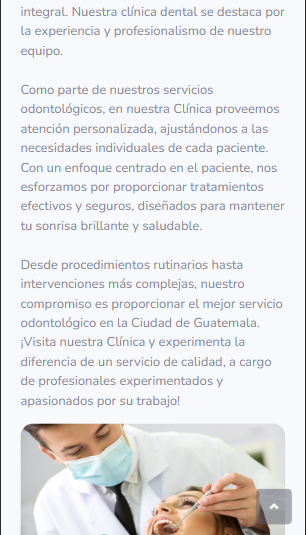 integral. Nuestra clínica dental se destaca por
la experiencia y profesionalismo de nuestro
equipo.
Como parte de nuestros servicios
odontológicos, en nuestra Clínica proveemos
atención personalizada, ajustándonos a las
necesidades individuales de cada paciente.
Con un enfoque centrado en el paciente, nos
esforzamos por proporcionar tratamientos
efectivos y seguros, diseñados para mantener
tu sonrisa brillante y saludable.
Desde procedimientos rutinarios hasta
intervenciones más complejas, nuestro
compromiso es proporcionar el mejor servicio
odontológico en la Ciudad de Guatemala.
¡Visita nuestra Clínica y experimenta la
diferencia de un servicio de calidad, a cargo
de profesionales experimentados y
apasionados por su trabajo!